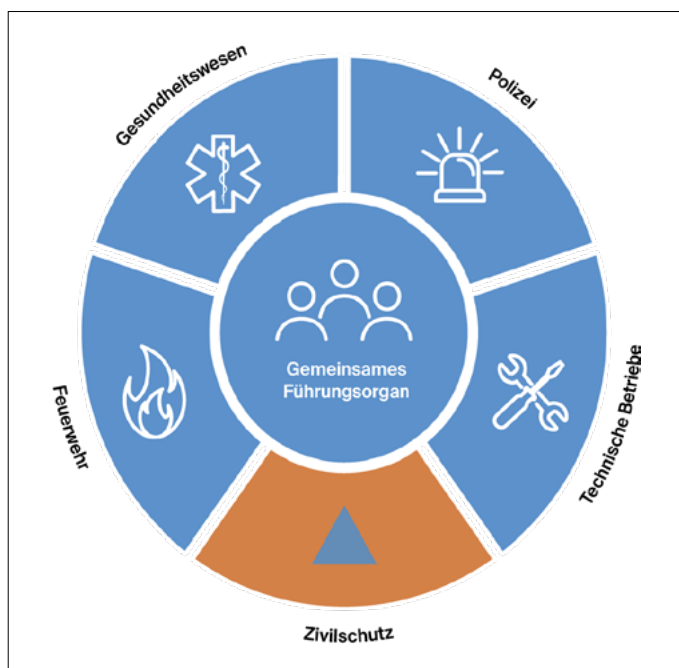 Gesundheitswesen
Polizei
Gemeinsames
Führungsorgan
Feuerwehr
Technische Betriebe
Zivilschutz